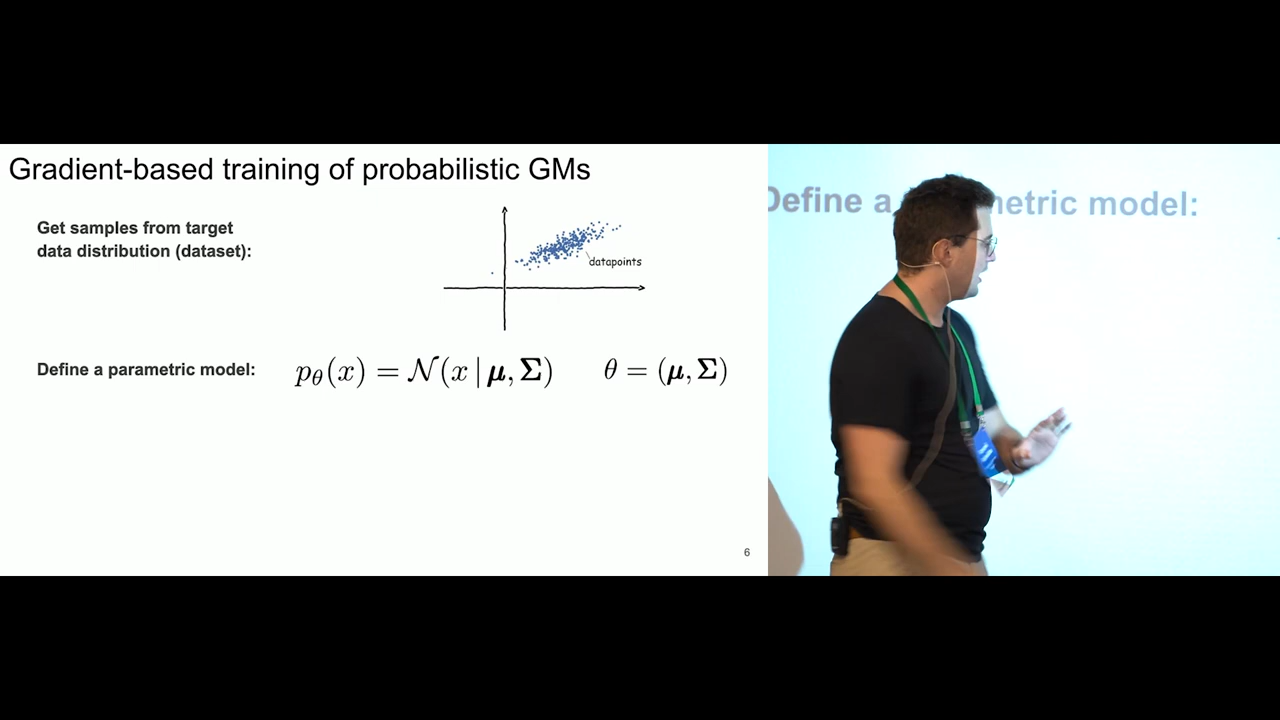 Gradient-based training of probabilistic GMs
Get samples from target
data distribution (dataset):
datapoints
Define a parametric model:
p_θ(x) = 𝒩(x | μ, Σ)    θ = (μ, Σ)
6
Define a metric model: